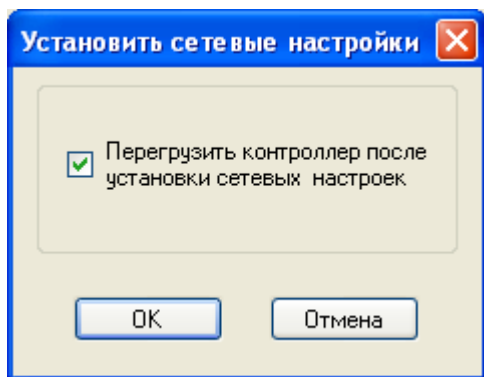 Установить сетевые настройки
Перегрузить контроллер после
установки сетевых настроек
OK
Отмена